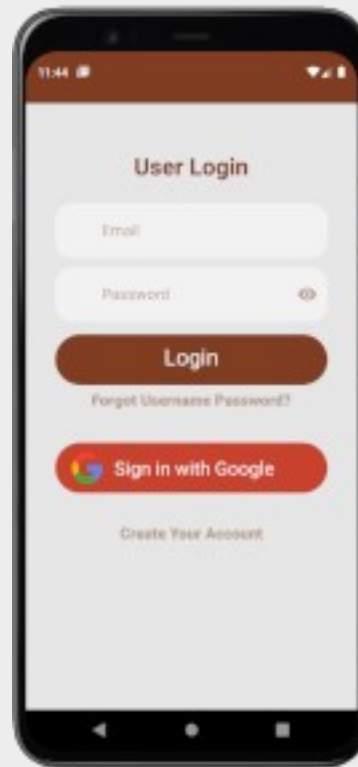 11:44
User Login
Email
Password
Login
Forgot Username Password?
Sign in with Google
Create Your Account